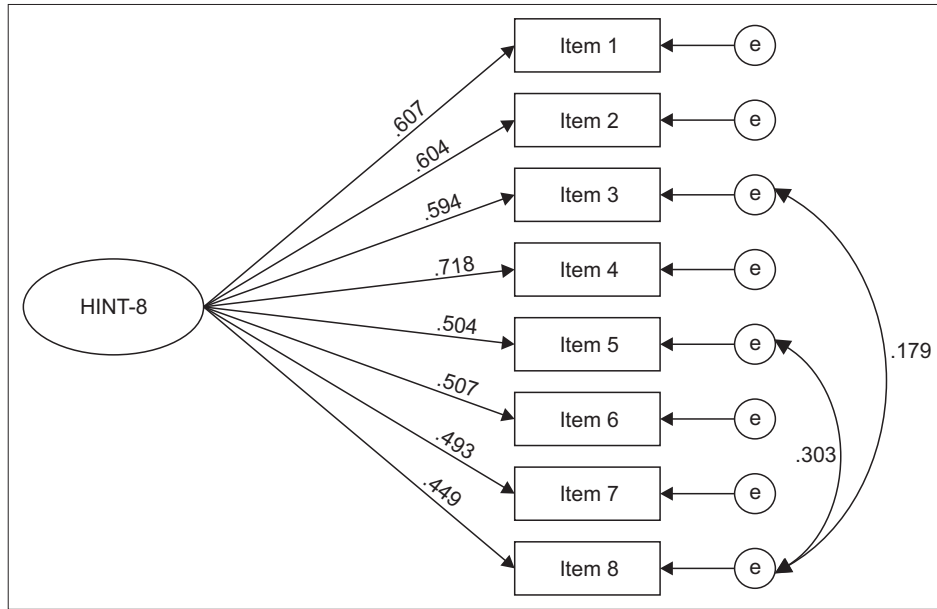 Item 1
e
.607
Item 2
e
.604
Item 3
e
.594
Item 4
e
.718
HINT-8
Item 5
e
.504
.179
Item 6
e
.507
.303
Item 7
e
.493
Item 8
e
.449